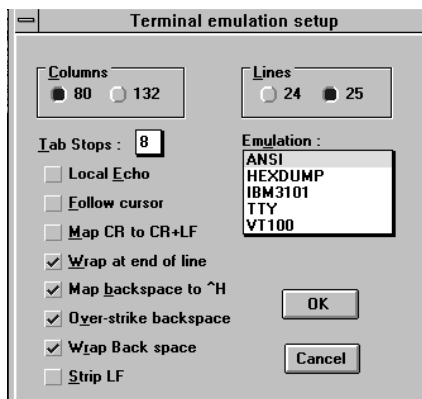 Terminal emulation setup
Columns
80 132
Lines
24 25
Tab Stops : 8
Local Echo
Follow cursor
Map CR to CR+LF
Wrap at end of line
Map backspace to ^H
Over-strike backspace
Wrap Back space
Strip LF
Emulation :
ANSI
HEXDUMP
IBM3101
TTY
VT100
OK
Cancel